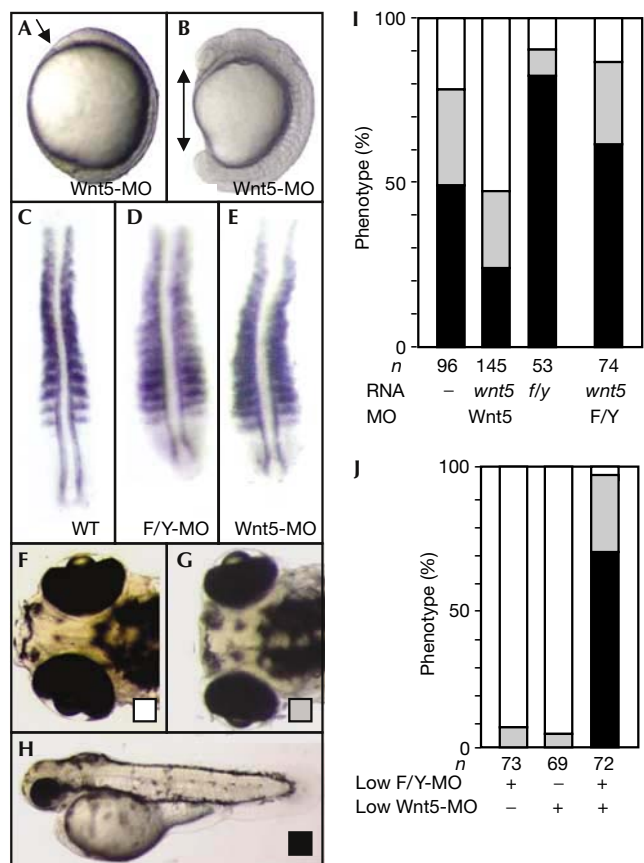 A
Wnt5-MO
B
Wnt5-MO
C
WT
D
F/Y-MO
E
Wnt5-MO
F
G
H
I
100
50
0
Phenotype (%)
n 96 145 53 74
RNA – wnt5 f/y wnt5
MO Wnt5 F/Y
J
100
50
0
Phenotype (%)
n 73 69 72
Low F/Y-MO + – +
Low Wnt5-MO – + +